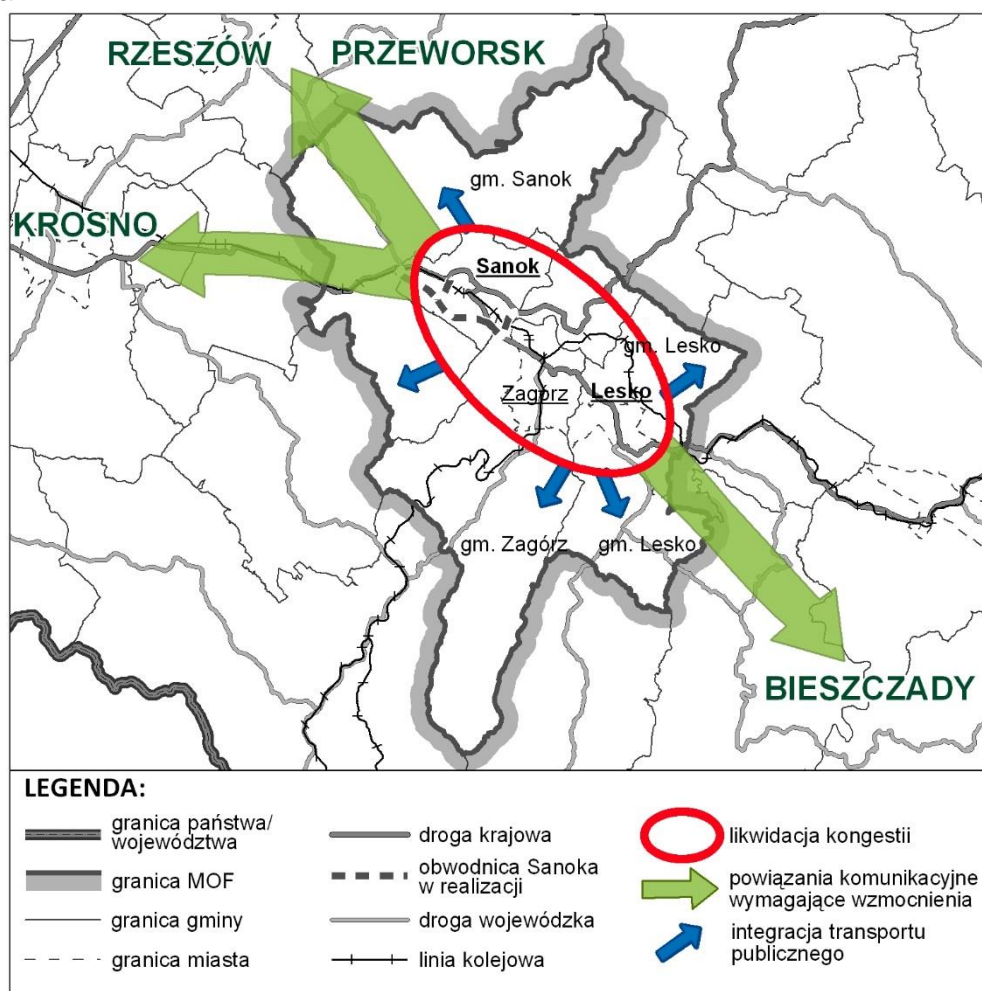 RZESZÓW PRZEWORSK
gm. Sanok
KROSNO
Sanok
gm. Lesko
Zagórz
Lesko
gm. Zagórz
gm. Lesko
BIESZCZADY
LEGENDA:
granica państwa/
województwa
granica MOF
granica gminy
granica miasta
droga krajowa
obwodnica Sanoka
w realizacji
droga wojewódzka
linia kolejowa
likwidacja kongestii
powiązania komunikacyjne
wymagające wzmocnienia
integracja transportu
publicznego